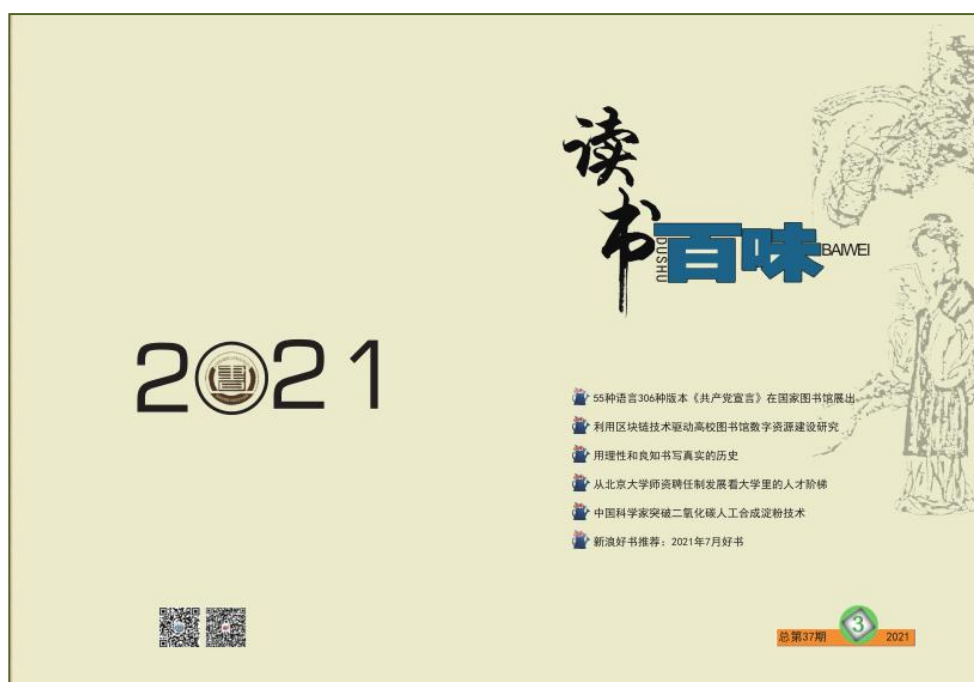 读书
百味
DUSHU
BAIWEI
2021
55种语言306种版本《共产党宣言》在国家图书馆展出
利用区块链技术驱动高校图书馆数字资源建设研究
用理性和良知书写真实的历史
从北京大学师资聘任制发展看大学里的人才阶梯
中国科学家突破二氧化碳人工合成淀粉技术
新浪好书推荐：2021年7月好书
总第37期
3
2021